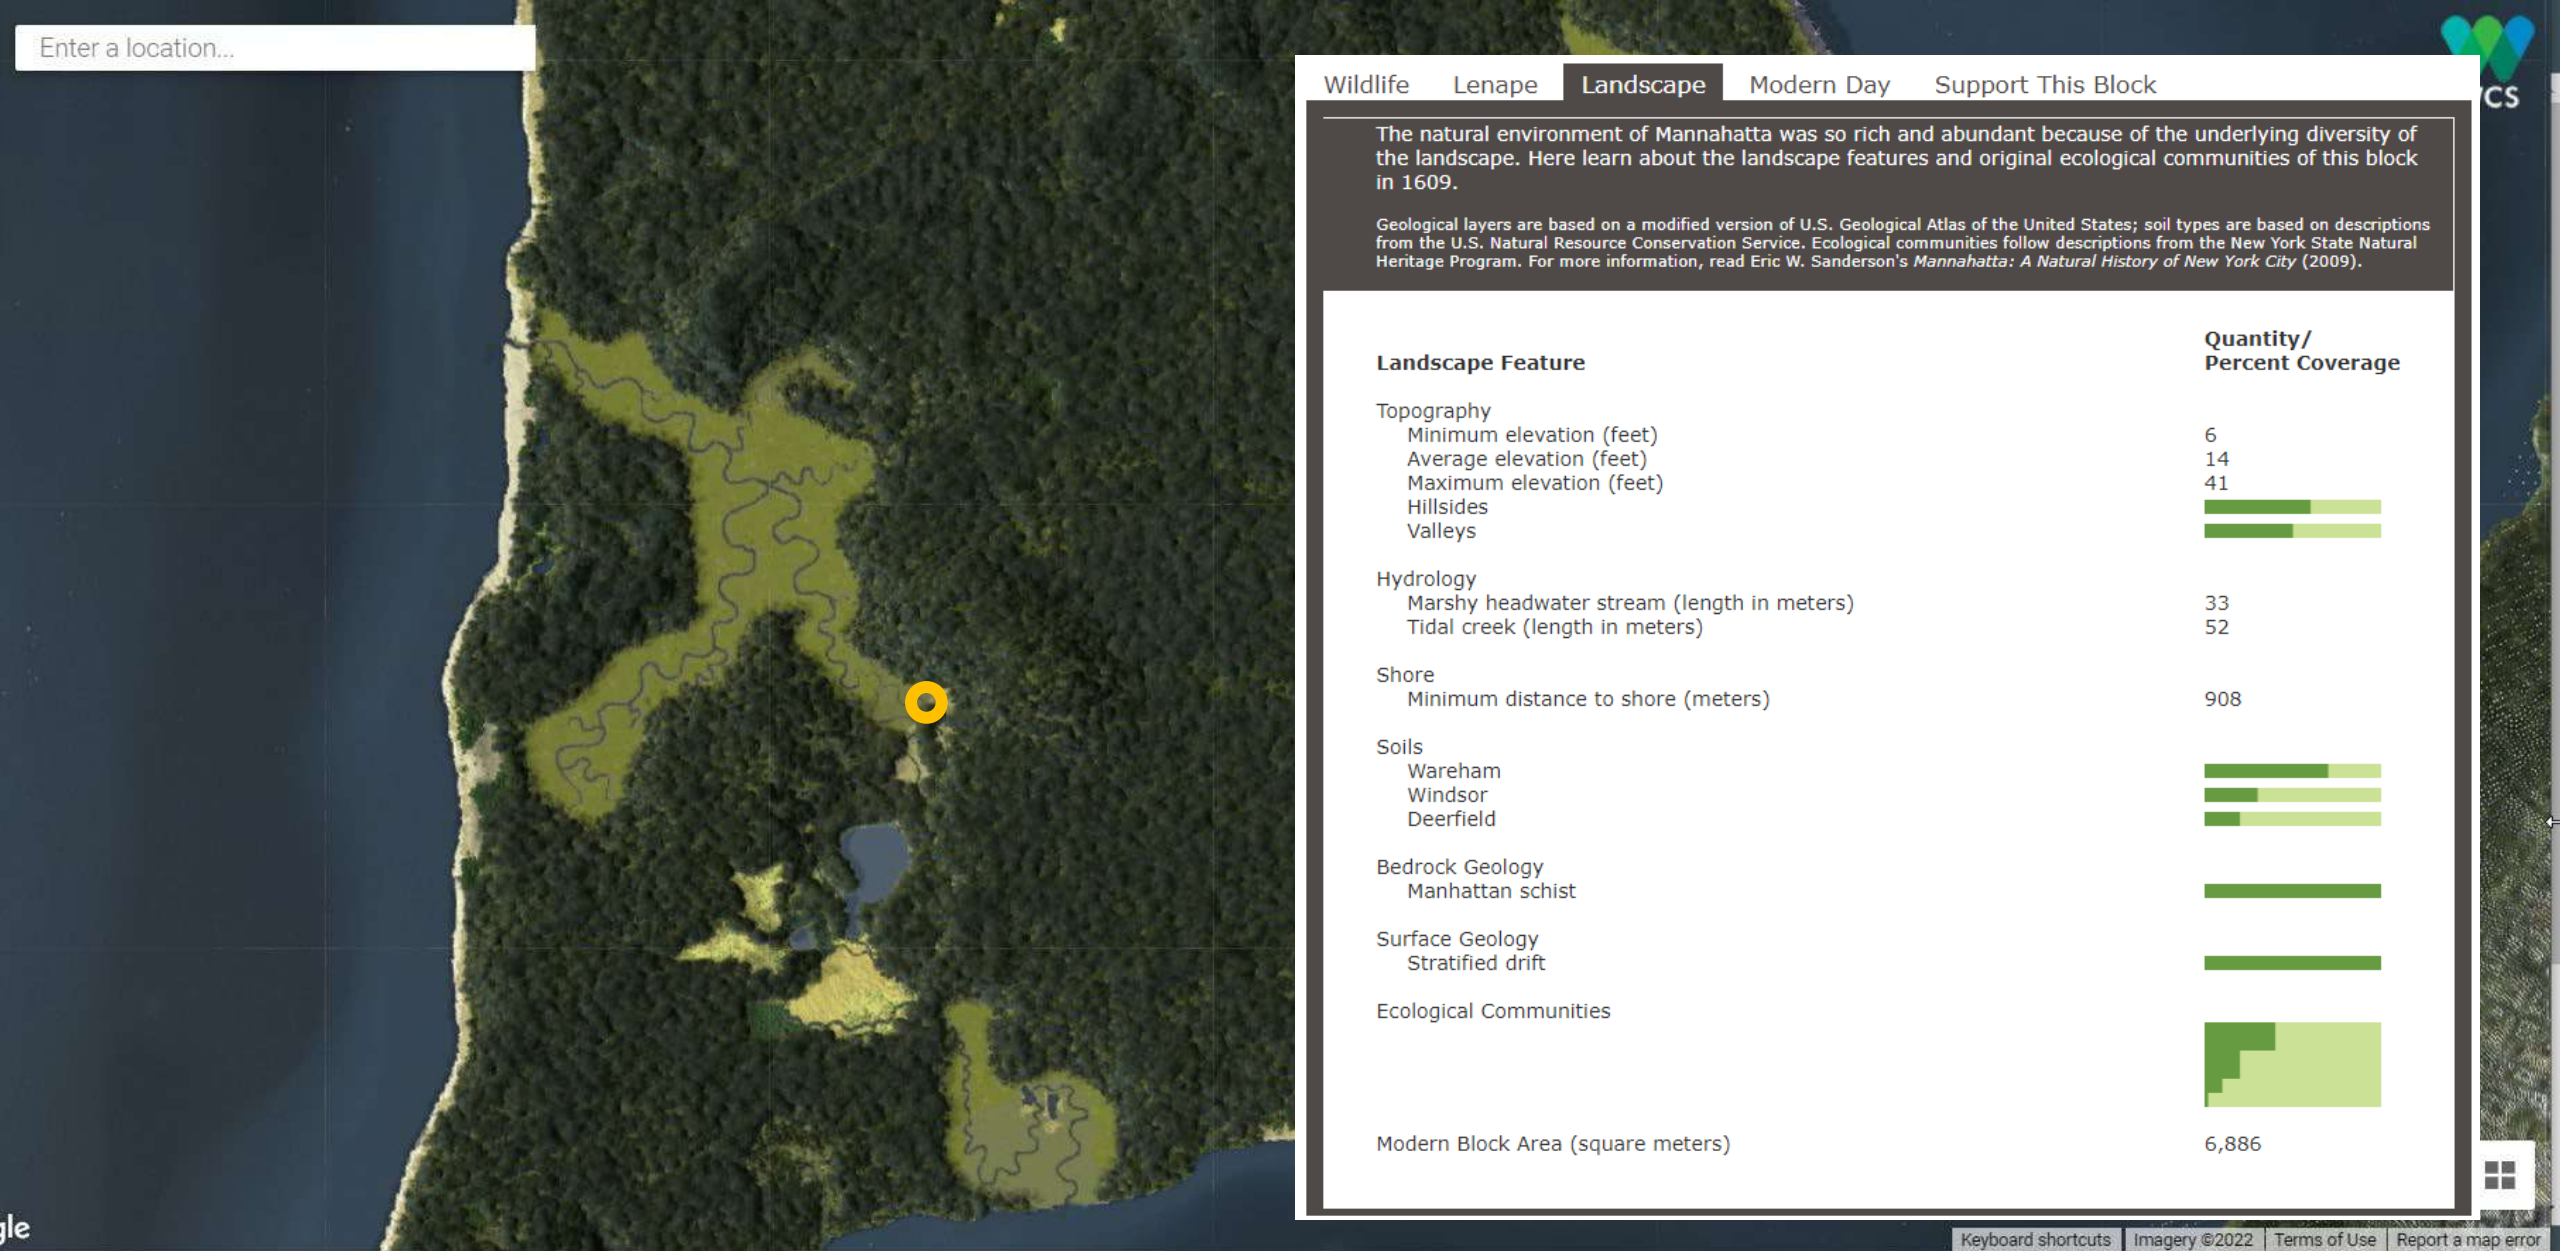 Enter a location...
CS
Wildlife Lenape Landscape Modern Day Support This Block
The natural environment of Mannahatta was so rich and abundant because of the underlying diversity of
the landscape. Here learn about the landscape features and original ecological communities of this block
in 1609.
Geological layers are based on a modified version of U.S. Geological Atlas of the United States; soil types are based on descriptions
from the U.S. Natural Resource Conservation Service. Ecological communities follow descriptions from the New York State Natural
Heritage Program. For more information, read Eric W. Sanderson's Mannahatta: A Natural History of New York City (2009).
Quantity/
Landscape Feature Percent Coverage
Topography
Minimum elevation (feet) 6
Average elevation (feet) 14
Maximum elevation (feet) 41
Hillsides
Valleys
Hydrology
Marshy headwater stream (length in meters) 33
Tidal creek (length in meters) 52
Shore
Minimum distance to shore (meters) 908
Soils
Wareham
Windsor
Deerfield
Bedrock Geology
Manhattan schist
Surface Geology
Stratified drift
Ecological Communities
Modern Block Area (square meters) 6,886
gle
Keyboard shortcuts Imagery ©2022 Terms of Use Report a map error